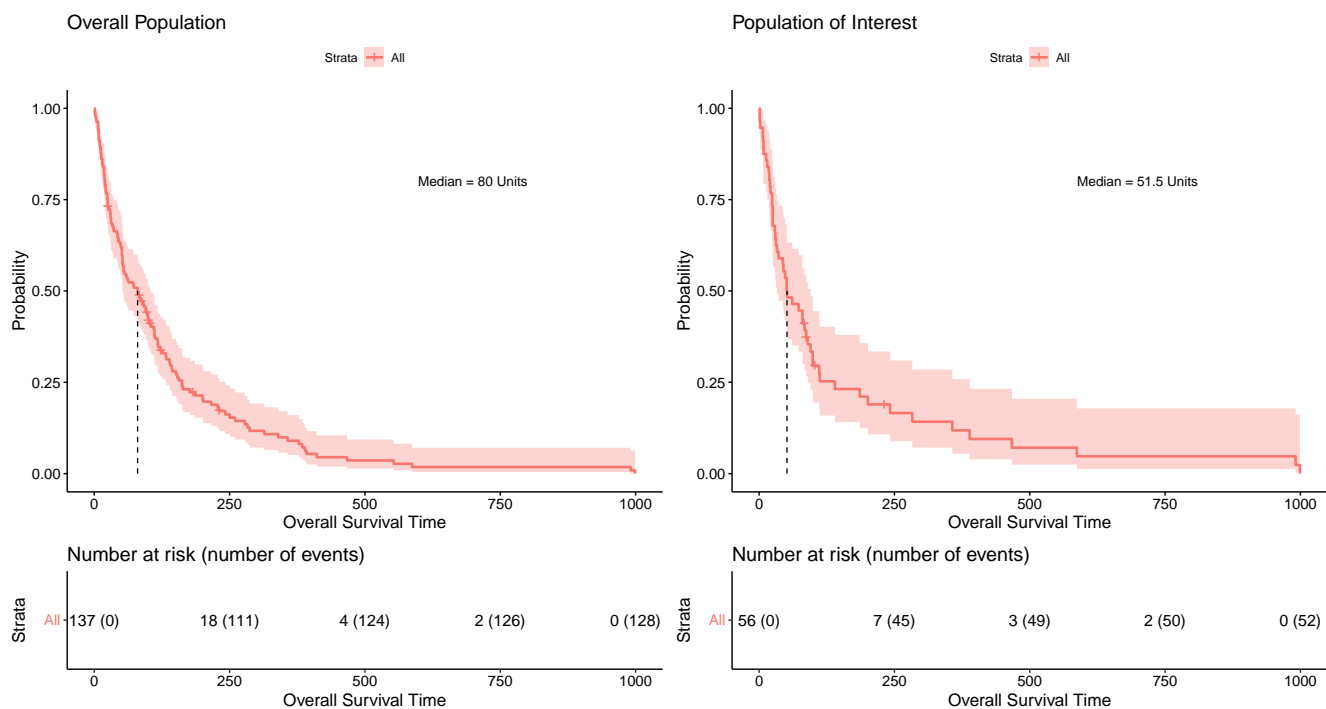 Overall Population
Strata All
Median = 80 Units
Probability
1.00
0.75
0.50
0.25
0.00
0 250 500 750 1000
Overall Survival Time
Number at risk (number of events)
Strata
All 137 (0) 18 (111) 4 (124) 2 (126) 0 (128)
0 250 500 750 1000
Overall Survival Time
Population of Interest
Strata All
Median = 51.5 Units
Probability
1.00
0.75
0.50
0.25
0.00
0 250 500 750 1000
Overall Survival Time
Number at risk (number of events)
Strata
All 56 (0) 7 (45) 3 (49) 2 (50) 0 (52)
0 250 500 750 1000
Overall Survival Time